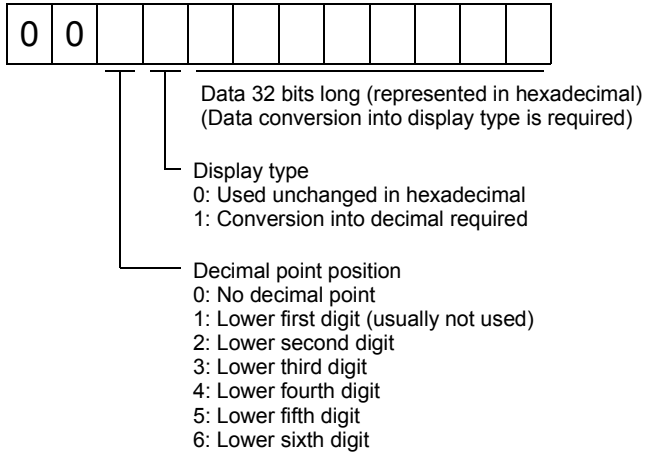 0 0
Data 32 bits long (represented in hexadecimal)
(Data conversion into display type is required)
Display type
0: Used unchanged in hexadecimal
1: Conversion into decimal required
Decimal point position
0: No decimal point
1: Lower first digit (usually not used)
2: Lower second digit
3: Lower third digit
4: Lower fourth digit
5: Lower fifth digit
6: Lower sixth digit